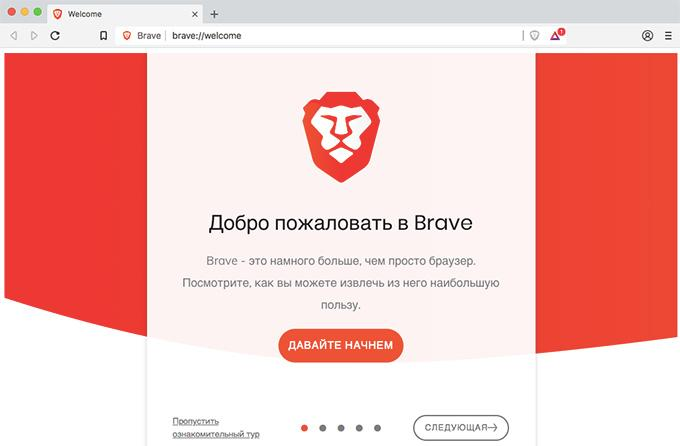 Welcome
Brave brave://welcome
1
Добро пожаловать в Brave
Brave - это намного больше, чем просто браузер.
Посмотрите, как вы можете извлечь из него наибольшую
пользу.
ДАВАЙТЕ НАЧНЕМ
Пропустить
ознакомительный тур
СЛЕДУЮЩАЯ